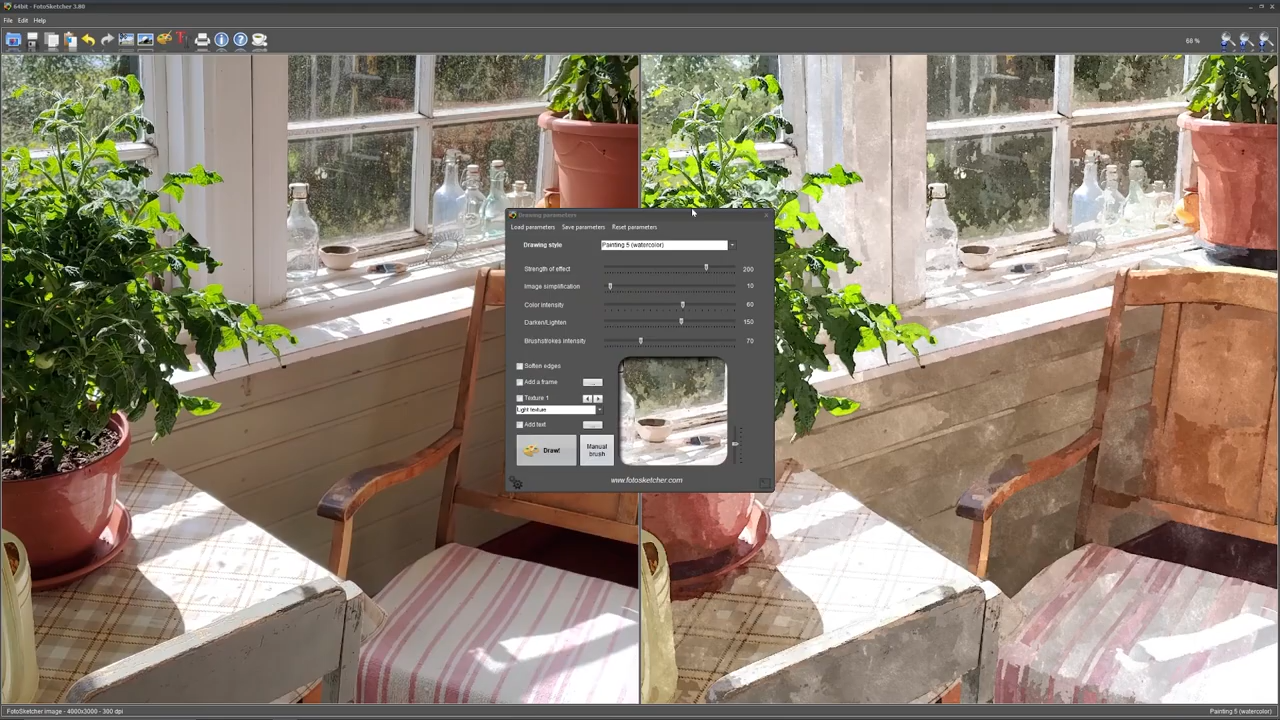 64bit - FotoSketcher 3.80
File Edit Help
68 %
Drawing parameters
Load parameters Save parameters Reset parameters
Drawing style Painting 5 (watercolor)
Strength of effect 200
Image simplification 10
Color intensity 60
Darken/Lighten 150
Brushstrokes intensity 70
Soften edges
Add a frame ...
Texture 1
Light texture
Add text ...
Draw!
Manual
brush
www.fotosketcher.com
FotoSketcher image - 4000x3000 - 300 dpi
Painting 5 (watercolor)